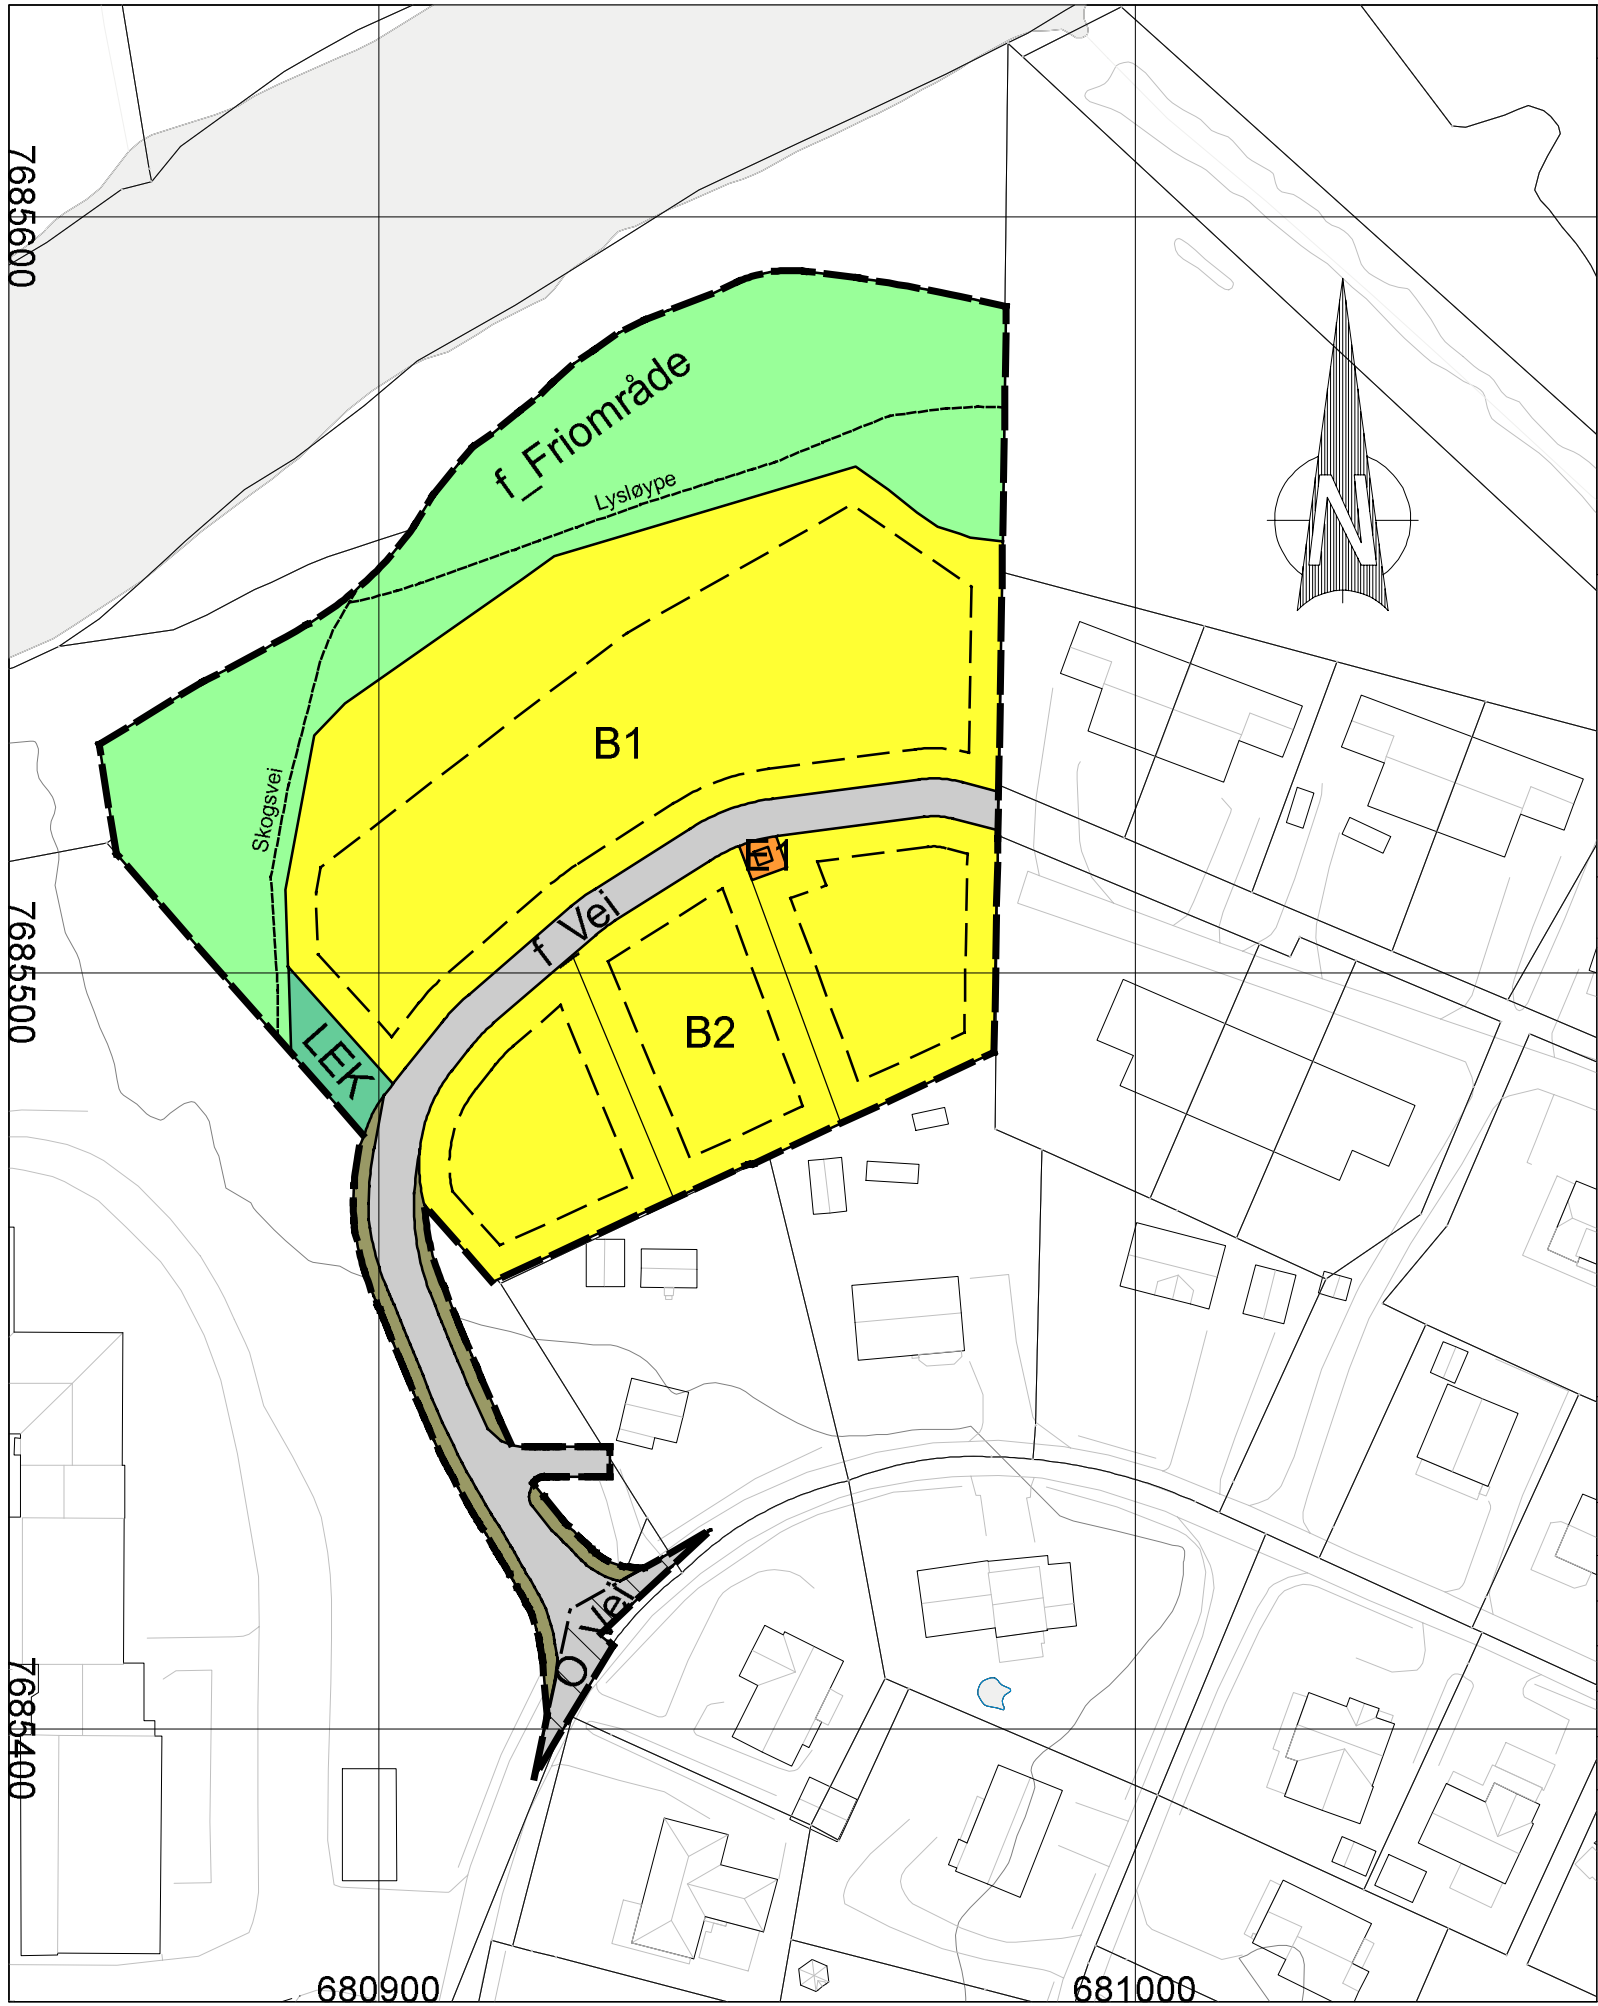 7685600
f_Friområde
Lysløype
N
B1
Skogsvei
E1
f_Vei
7685500
LEK
B2
O_Vei
7685400
680900
681000